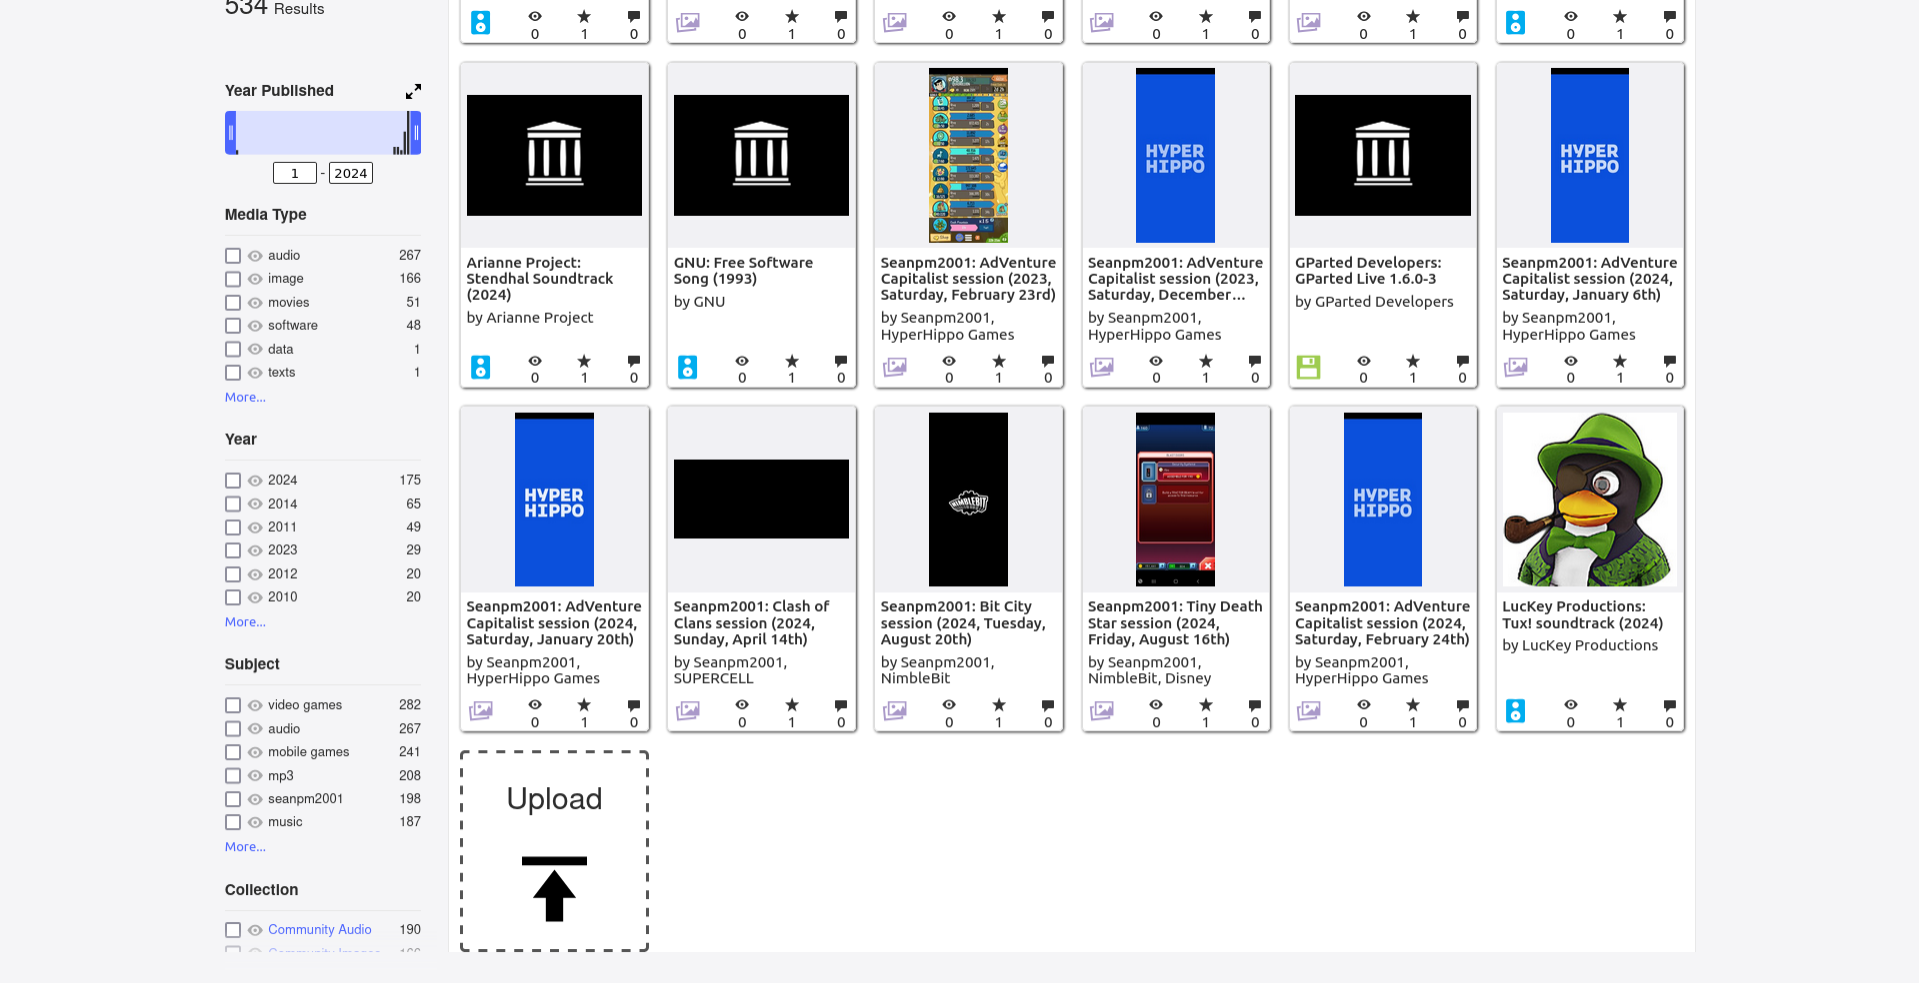 534 Results
Year Published
1 - 2024
Media Type
audio 267
image 166
movies 51
software 48
data 1
texts 1
More...
Year
2024 175
2014 65
2011 49
2023 29
2012 20
2010 20
More...
Subject
video games 282
audio 267
mobile games 241
mp3 208
seanpm2001 198
music 187
More...
Collection
Community Audio 190
Community Images 166
0 1 0
0 1 0
0 1 0
0 1 0
0 1 0
0 1 0
Arianne Project:
Stendhal Soundtrack
(2024)
by Arianne Project
0 1 0
GNU: Free Software
Song (1993)
by GNU
0 1 0
Seanpm2001: AdVenture
Capitalist session (2023,
Saturday, February 23rd)
by Seanpm2001,
HyperHippo Games
0 1 0
HYPER
HIPPO
Seanpm2001: AdVenture
Capitalist session (2023,
Saturday, December...
by Seanpm2001,
HyperHippo Games
0 1 0
GParted Developers:
GParted Live 1.6.0-3
by GParted Developers
0 1 0
HYPER
HIPPO
Seanpm2001: AdVenture
Capitalist session (2024,
Saturday, January 6th)
by Seanpm2001,
HyperHippo Games
0 1 0
HYPER
HIPPO
Seanpm2001: AdVenture
Capitalist session (2024,
Saturday, January 20th)
by Seanpm2001,
HyperHippo Games
0 1 0
Seanpm2001: Clash of
Clans session (2024,
Sunday, April 14th)
by Seanpm2001,
SUPERCELL
0 1 0
NIMBLEBIT
Seanpm2001: Bit City
session (2024, Tuesday,
August 20th)
by Seanpm2001,
NimbleBit
0 1 0
Seanpm2001: Tiny Death
Star session (2024,
Friday, August 16th)
by Seanpm2001,
NimbleBit, Disney
0 1 0
HYPER
HIPPO
Seanpm2001: AdVenture
Capitalist session (2024,
Saturday, February 24th)
by Seanpm2001,
HyperHippo Games
0 1 0
LucKey Productions:
Tux! soundtrack (2024)
by LucKey Productions
0 1 0
Upload